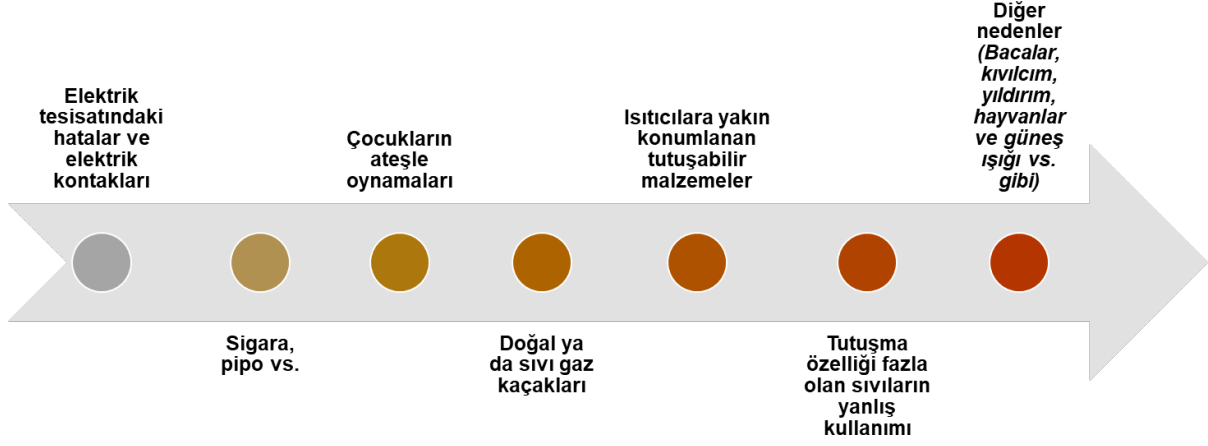 Elektrik
tesisatındaki
hatalar ve
elektrik
kontakları
Sigara,
pipo vs.
Çocukların
ateşle
oynamaları
Doğal ya
da sıvı gaz
kaçakları
Isıtıcılara yakın
konumlanan
tutuşabilir
malzemeler
Tutuşma
özelliği fazla
olan sıvıların
yanlış
kullanımı
Diğer
nedenler
(Bacalar,
kıvılcım,
yıldırım,
hayvanlar
ve güneş
ışığı vs.
gibi)